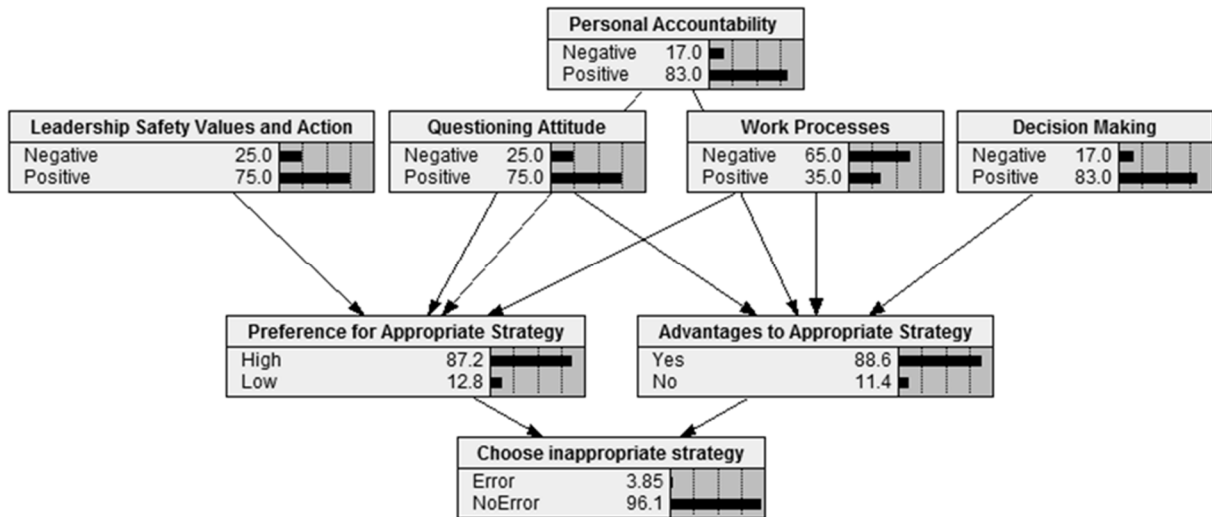 Personal Accountability
Negative 17.0
Positive 83.0
Leadership Safety Values and Action
Negative 25.0
Positive 75.0
Questioning Attitude
Negative 25.0
Positive 75.0
Work Processes
Negative 65.0
Positive 35.0
Decision Making
Negative 17.0
Positive 83.0
Preference for Appropriate Strategy
High 87.2
Low 12.8
Advantages to Appropriate Strategy
Yes 88.6
No 11.4
Choose inappropriate strategy
Error 3.85
NoError 96.1